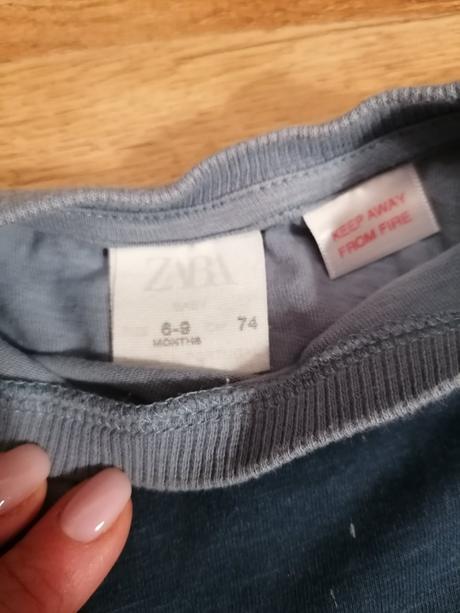 ZARA
BABY
6-9 74
MONTHS
KEEP AWAY
FROM FIRE